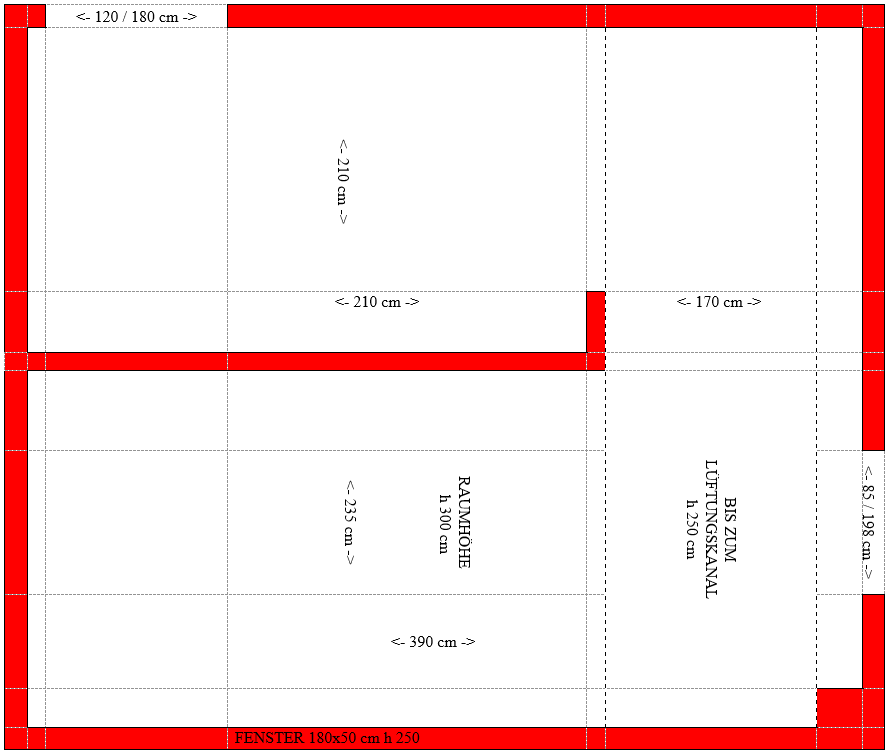 <- 120 / 180 cm ->
<- 210 cm ->
<- 210 cm ->
<- 170 cm ->
<- 235 cm ->
RAUMHÖHE
h 300 cm
BIS ZUM
LÜFTUNGSKANAL
h 250 cm
<- 85 / 198 cm ->
<- 390 cm ->
FENSTER 180x50 cm h 250